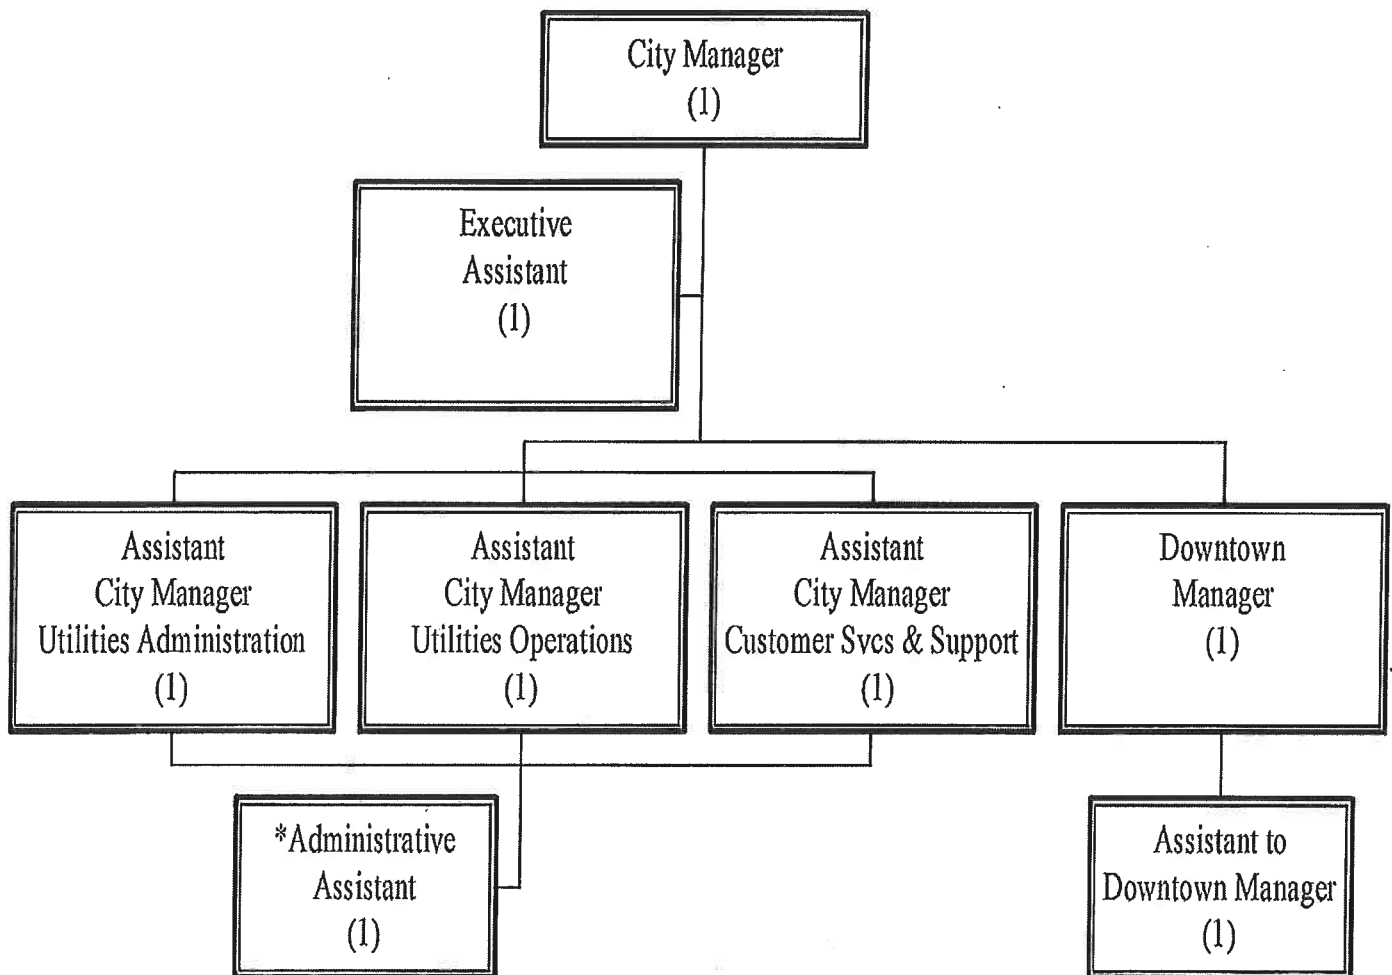 City Manager
(1)
Executive
Assistant
(1)
Assistant
City Manager
Utilities Administration
(1)
Assistant
City Manager
Utilities Operations
(1)
Assistant
City Manager
Customer Svcs & Support
(1)
Downtown
Manager
(1)
*Administrative
Assistant
(1)
Assistant to
Downtown Manager
(1)